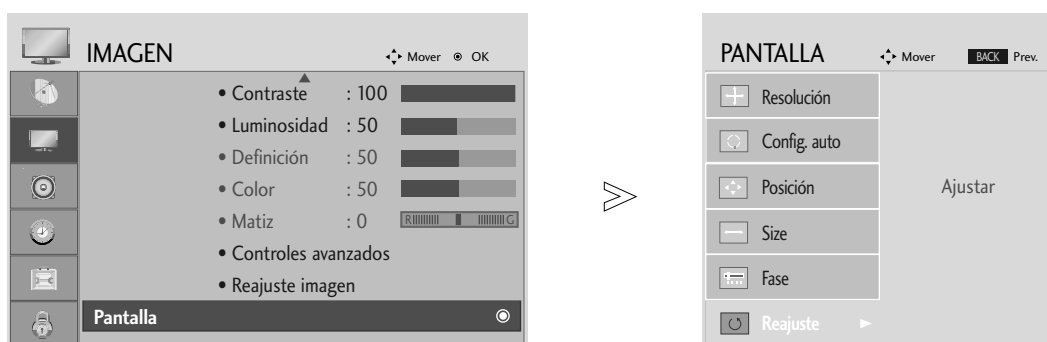 IMAGEN Mover OK
• Contraste : 100
• Luminosidad : 50
• Definición : 50
• Color : 50
• Matiz : 0 R G
• Controles avanzados
• Reajuste imagen
Pantalla
PANTALLA Mover BACK Prev.
Resolución
Config. auto
Posición
Size
Fase
Reajuste
Ajustar